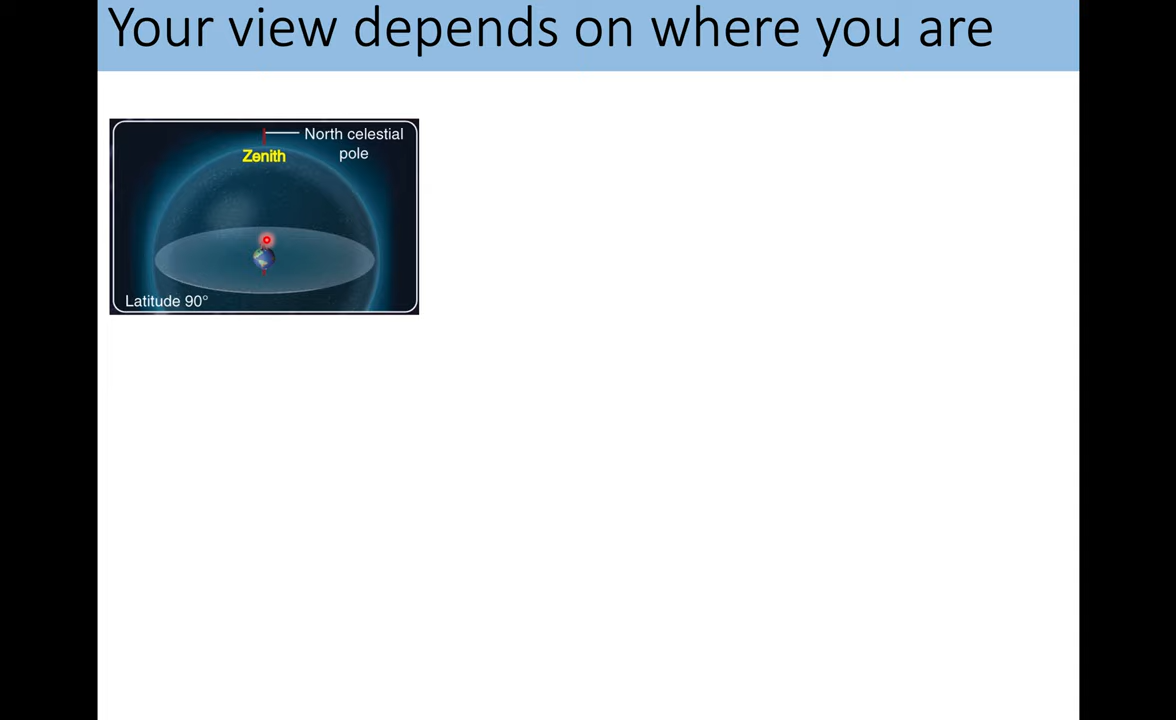 Your view depends on where you are
North celestial
pole
Zenith
Latitude 90°